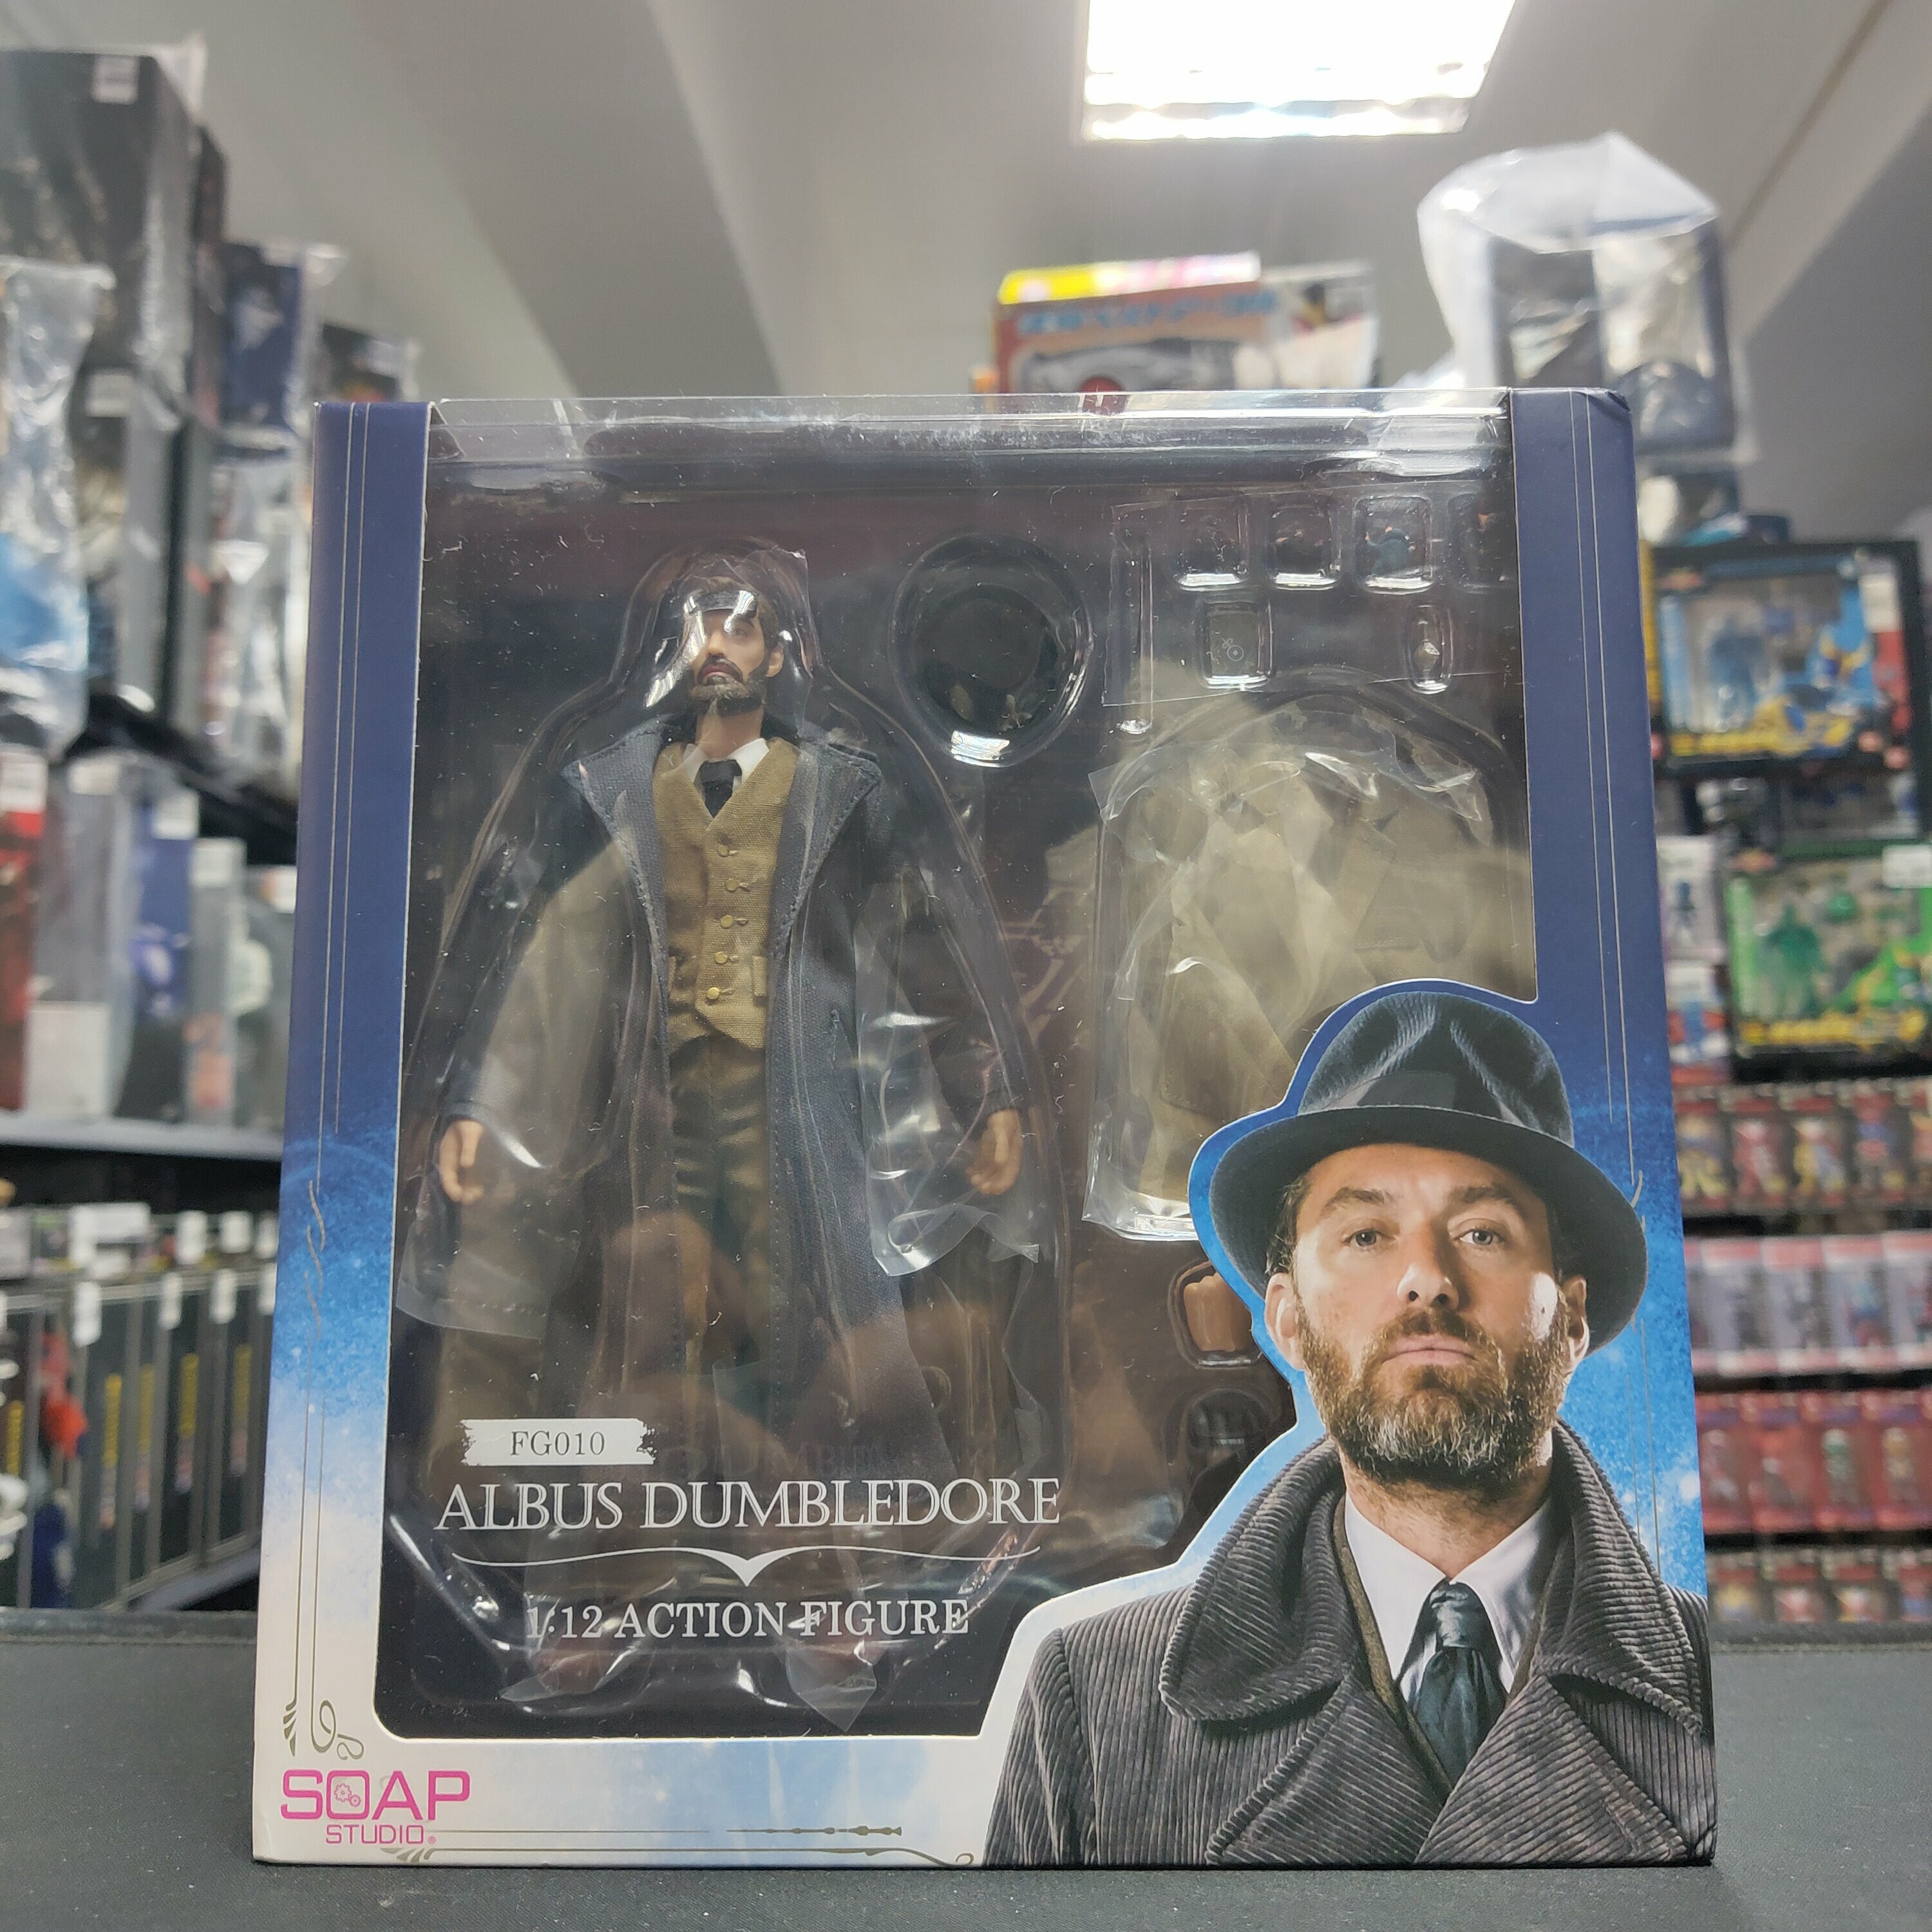 FG010
ALBUS DUMBLEDORE
1:12 ACTION FIGURE
SOAP
STUDIO®